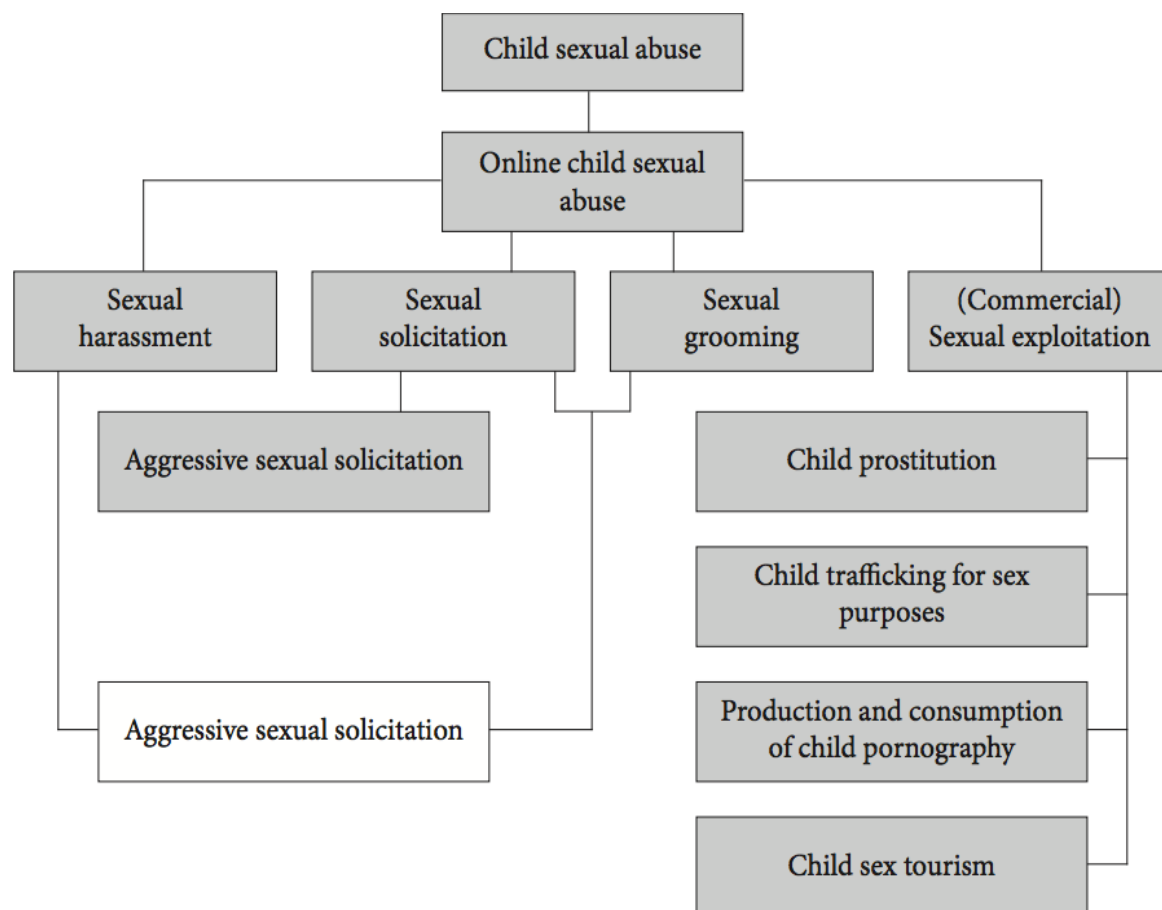 Child sexual abuse
Online child sexual
abuse
Sexual
harassment
Sexual
solicitation
Sexual
grooming
(Commercial)
Sexual exploitation
Aggressive sexual solicitation
Child prostitution
Child trafficking for sex
purposes
Aggressive sexual solicitation
Production and consumption
of child pornography
Child sex tourism